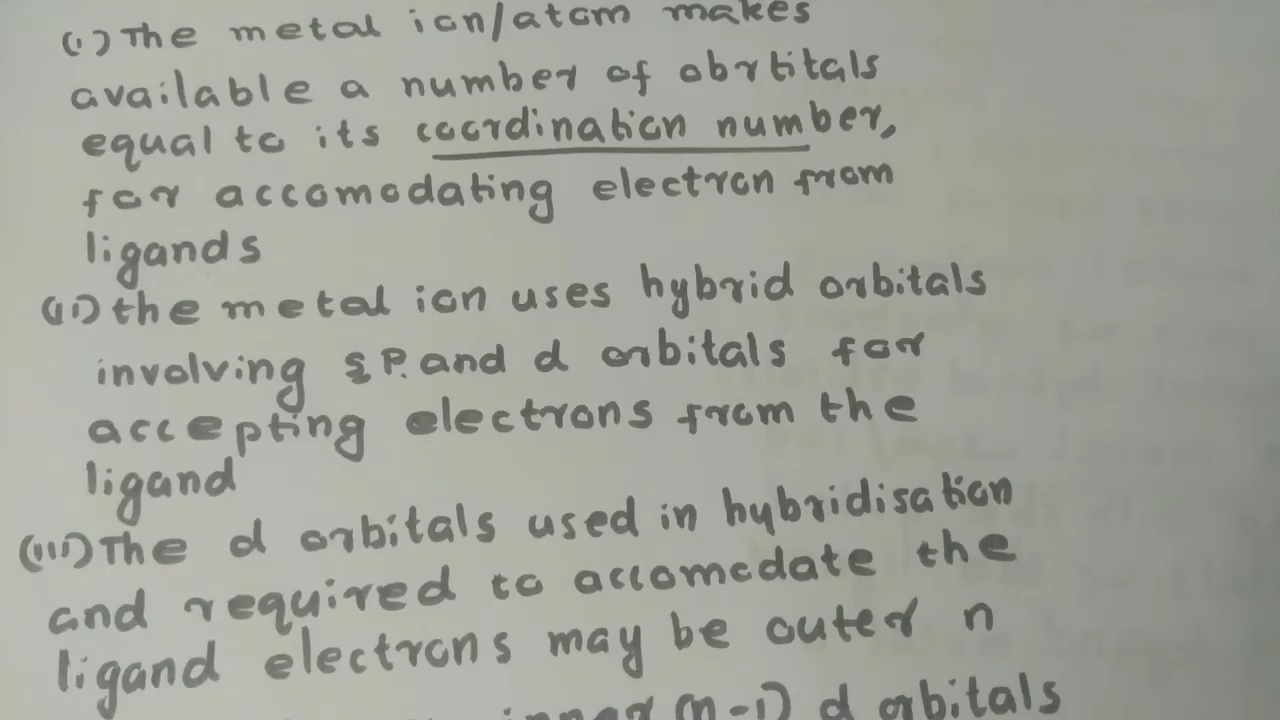 (i) The metal ion/atom makes
available a number of obrtitals
equal to its coordination number,
for accomodating electron from
ligands
(ii) the metal ion uses hybrid orbitals
involving s P. and d orbitals for
accepting electrons from the
ligand
(iii) The d orbitals used in hybridisation
and required to accomodate the
ligand electrons may be outer n
inner (n-1) d orbitals